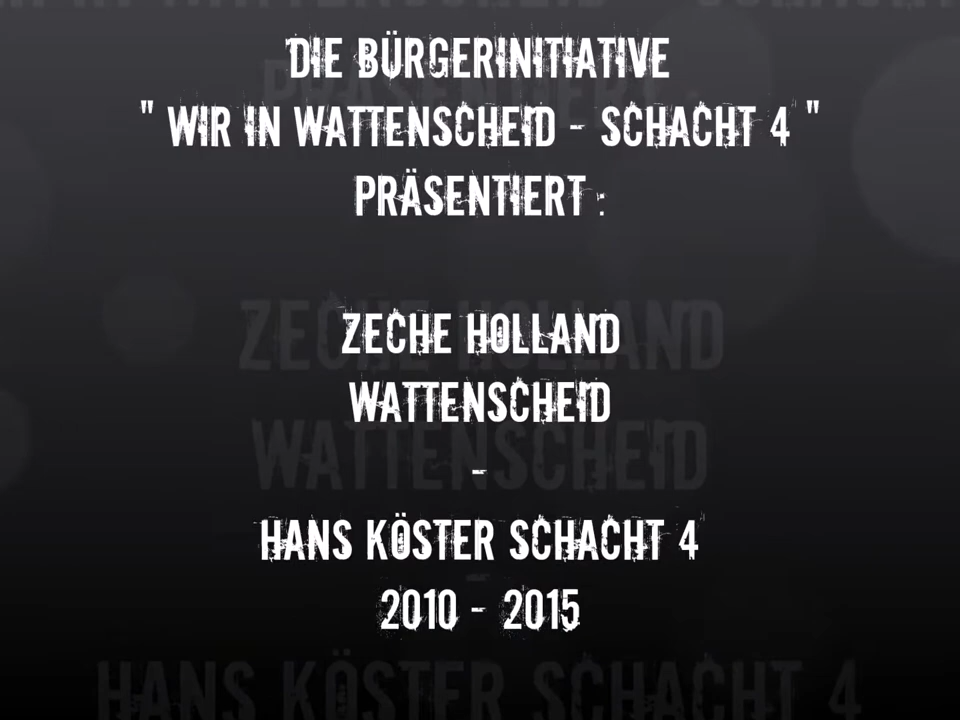 DIE BÜRGERINITIATIVE
" WIR IN WATTENSCHEID - SCHACHT 4 "
PRÄSENTIERT :
ZECHE HOLLAND
WATTENSCHEID
-
HANS KÖSTER SCHACHT 4
2010 - 2015